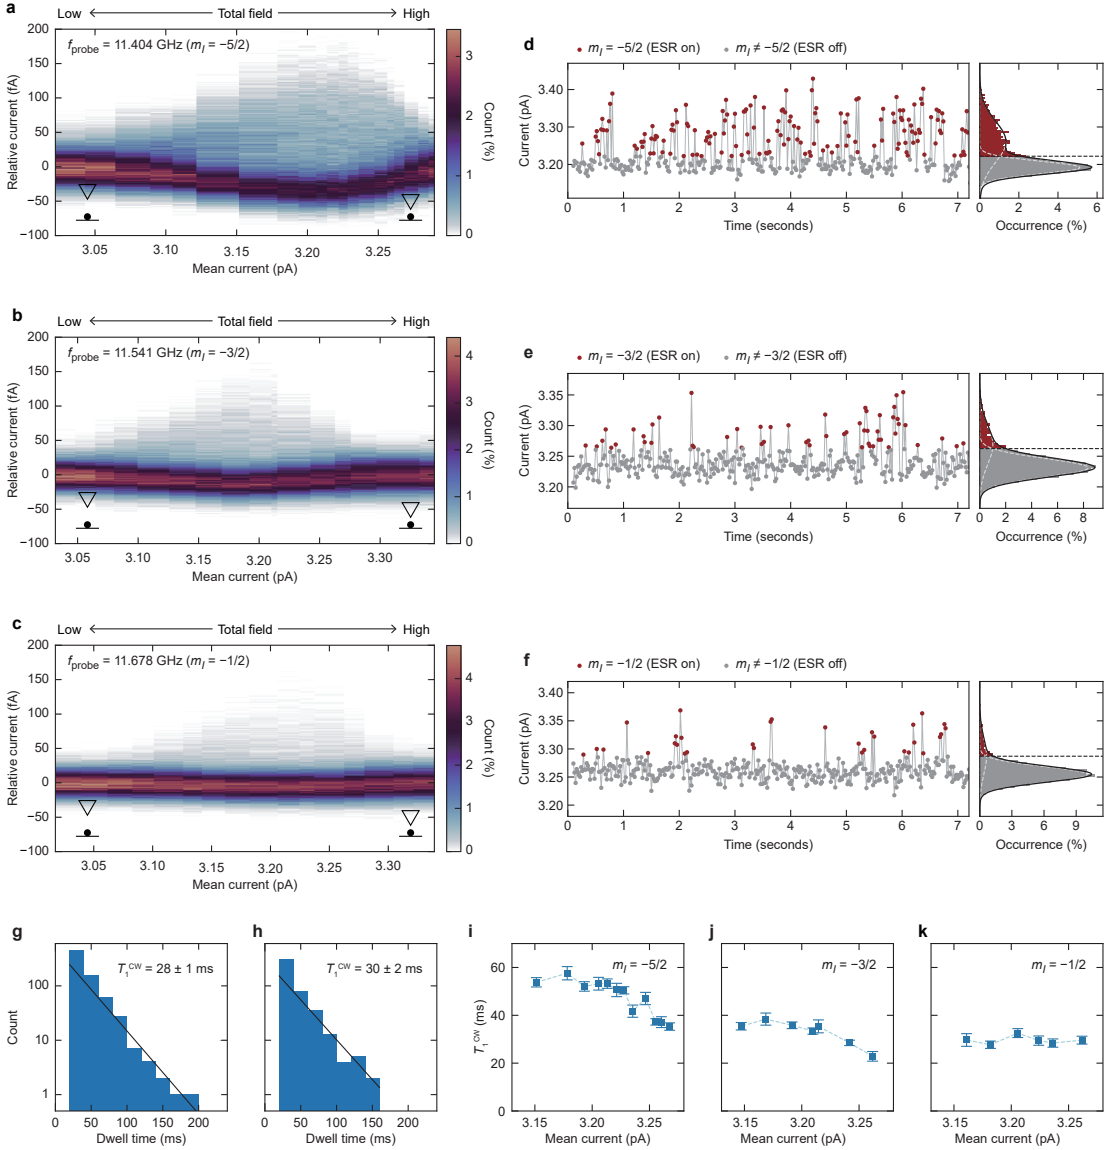 a
Low Total field High
f_probe = 11.404 GHz (m_I = −5/2)
200
150
100
50
0
−50
−100
Relative current (fA)
3.05 3.10 3.15 3.20 3.25
Mean current (pA)
3
2
1
0
Count (%)
b
Low Total field High
f_probe = 11.541 GHz (m_I = −3/2)
200
150
100
50
0
−50
−100
Relative current (fA)
3.05 3.10 3.15 3.20 3.25 3.30
Mean current (pA)
4
3
2
1
0
Count (%)
c
Low Total field High
f_probe = 11.678 GHz (m_I = −1/2)
200
150
100
50
0
−50
−100
Relative current (fA)
3.05 3.10 3.15 3.20 3.25 3.30
Mean current (pA)
4
3
2
1
0
Count (%)
d
m_I = −5/2 (ESR on) m_I ≠ −5/2 (ESR off)
3.40
3.30
3.20
Current (pA)
0 1 2 3 4 5 6 7
Time (seconds)
0 2 4 6
Occurrence (%)
e
m_I = −3/2 (ESR on) m_I ≠ −3/2 (ESR off)
3.35
3.30
3.25
3.20
Current (pA)
0 1 2 3 4 5 6 7
Time (seconds)
0 2 4 6 8
Occurrence (%)
f
m_I = −1/2 (ESR on) m_I ≠ −1/2 (ESR off)
3.40
3.35
3.30
3.25
3.20
Current (pA)
0 1 2 3 4 5 6 7
Time (seconds)
0 3 6 9
Occurrence (%)
g
T_1^CW = 28 ± 1 ms
100
10
1
Count
0 50 100 150 200
Dwell time (ms)
h
T_1^CW = 30 ± 2 ms
0 50 100 150 200
Dwell time (ms)
i
m_I = −5/2
60
40
20
0
T_1^CW (ms)
3.15 3.20 3.25
Mean current (pA)
j
m_I = −3/2
3.15 3.20 3.25
Mean current (pA)
k
m_I = −1/2
3.15 3.20 3.25
Mean current (pA)